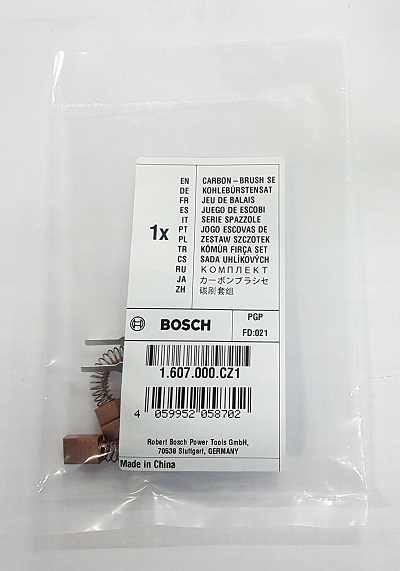 1x
EN CARBON-BRUSH SE
DE KOHLEBÜRSTENSAT
FR JEU DE BALAIS
ES JUEGO DE ESCOBI
IT SERIE SPAZZOLE
PT JOGO ESCOVAS DE
PL ZESTAW SZCZOTEK
TR KÖMÜR FIRÇA SET
CS SADA UHLÍKOVÝCH
RU КОМПЛЕКТ
JA カーボンブラシセ
ZH 碳刷套组
BOSCH
PGP
FD:021
1.607.000.CZ1
4 059952 058702
Robert Bosch Power Tools GmbH,
70538 Stuttgart, GERMANY
Made in China